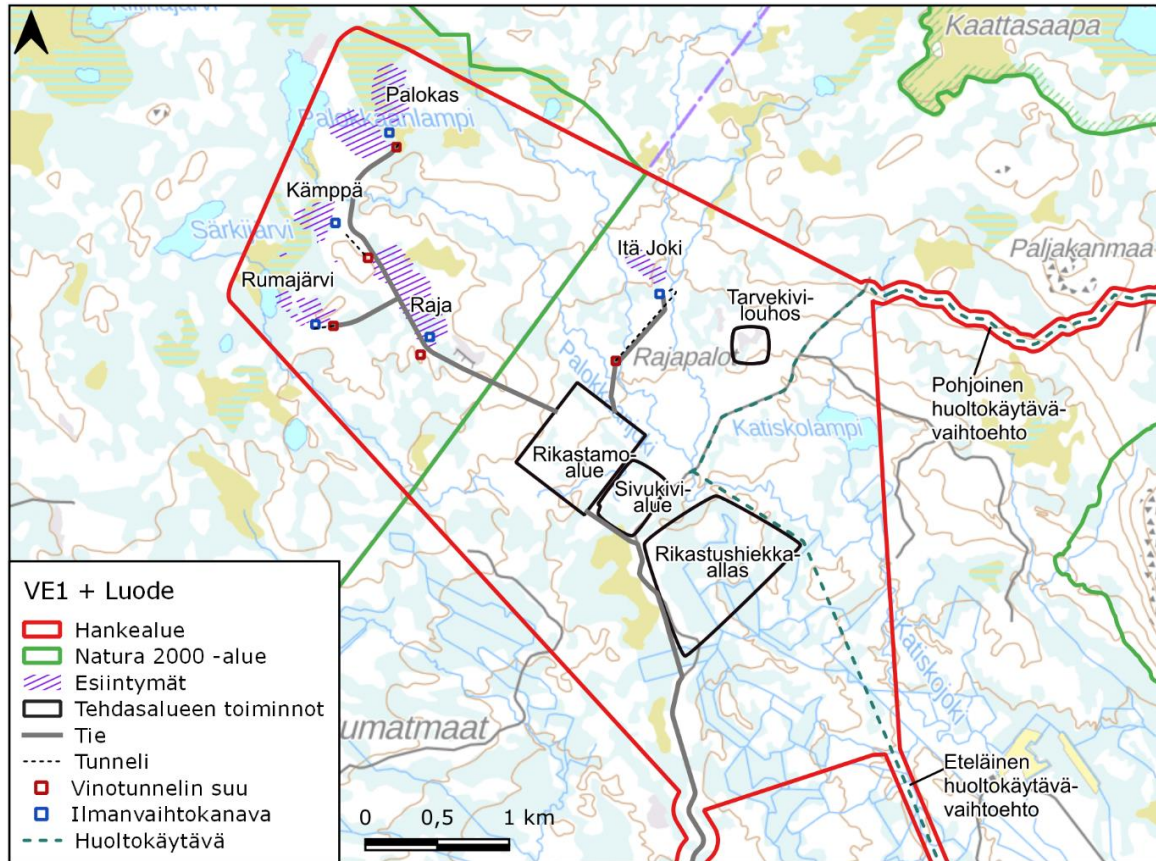 Kaattasaapa
Palokas
Palokkaanlampi
Kämppä
Särkijärvi
Rumajärvi
Raja
Itä Joki
Tarvekivi-
louhos
Paljakanmaa
Rajapalot
Pohjoinen
huoltokäytävä-
vaihtoehto
Katiskolampi
Rikastamo-
alue
Sivukivi-
alue
Rikastushiekka-
allas
Katiskojoki
umatmaat
Eteläinen
huoltokäytävä-
vaihtoehto
VE1 + Luode
Hankealue
Natura 2000 -alue
Esiintymät
Tehdasalueen toiminnot
Tie
Tunneli
Vinotunnelin suu
Ilmanvaihtokanava
Huoltokäytävä
0 0,5 1 km